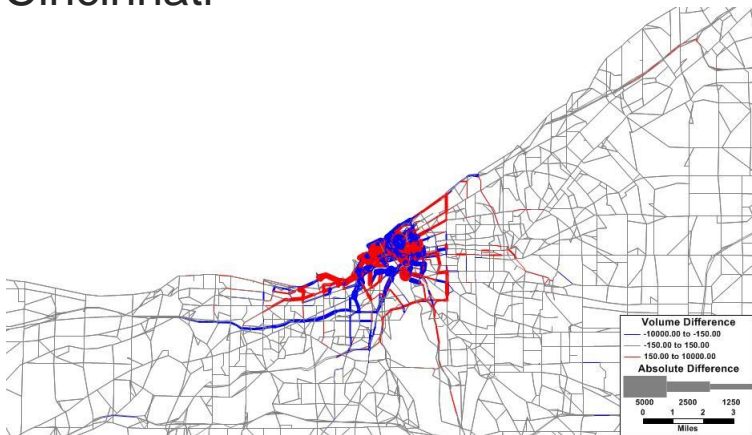 Cincinnati
Volume Difference
-10000.00 to -150.00
-150.00 to 150.00
150.00 to 10000.00
Absolute Difference
5000 2500 1250
0 1 2 3
Miles